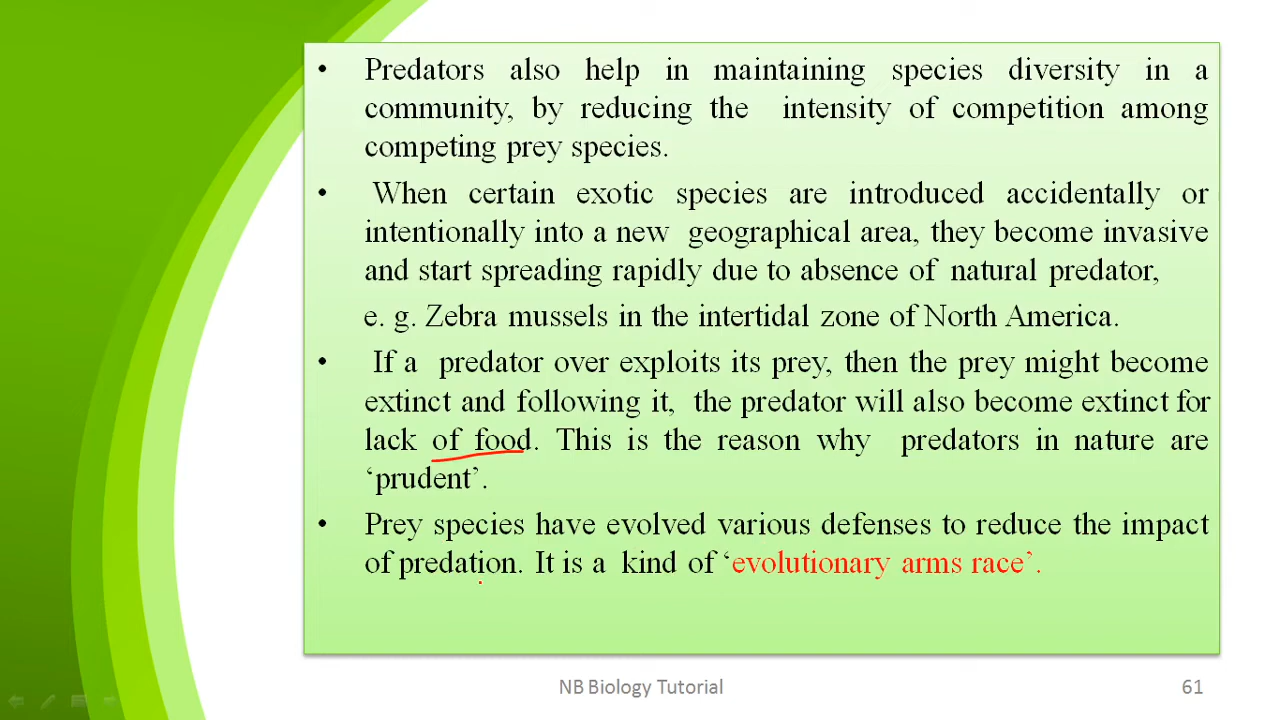 • Predators also help in maintaining species diversity in a
community, by reducing the intensity of competition among
competing prey species.
• When certain exotic species are introduced accidentally or
intentionally into a new geographical area, they become invasive
and start spreading rapidly due to absence of natural predator,
e. g. Zebra mussels in the intertidal zone of North America.
• If a predator over exploits its prey, then the prey might become
extinct and following it, the predator will also become extinct for
lack of food. This is the reason why predators in nature are
‘prudent’.
• Prey species have evolved various defenses to reduce the impact
of predation. It is a kind of ‘evolutionary arms race’.
NB Biology Tutorial
61